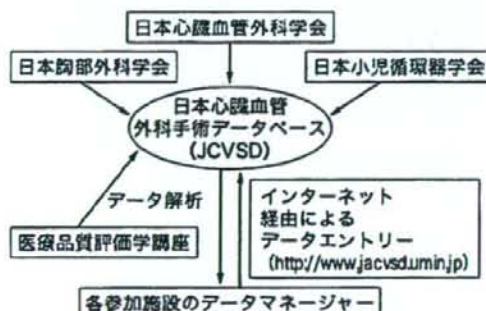 日本心臓血管外科学会
日本胸部外科学会
日本小児循環器学会
日本心臓血管
外科手術データベース
(JCVSD)
データ解析
インターネット
経由による
データエントリー
(http://www.jacvsd.umin.jp)
医療品質評価学講座
各参加施設のデータマネージャー